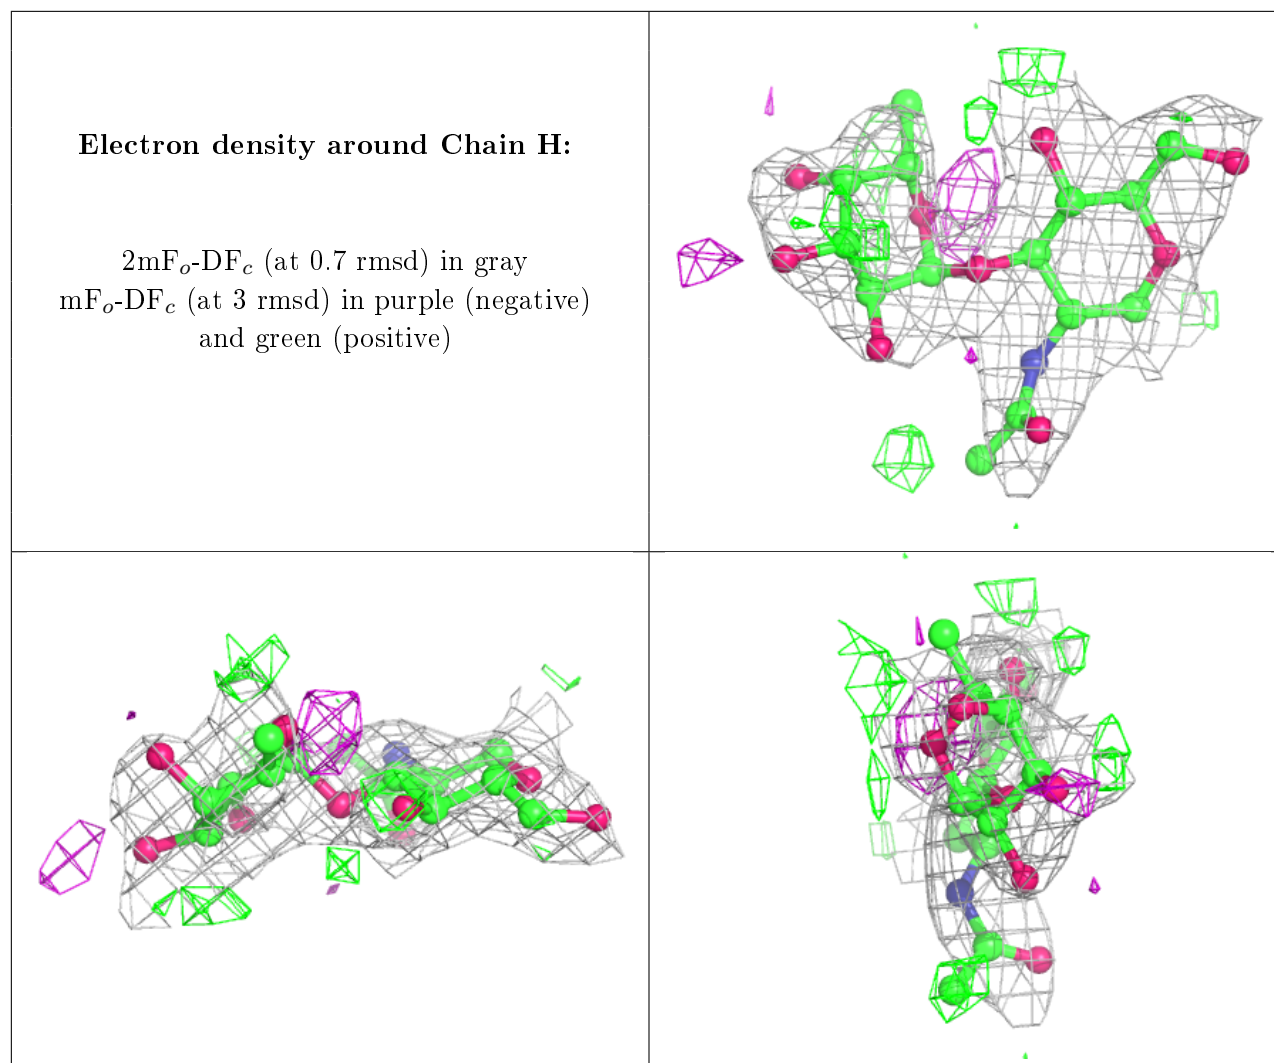 Electron density around Chain H:
2mFo-DFc (at 0.7 rmsd) in gray
mFo-DFc (at 3 rmsd) in purple (negative)
and green (positive)